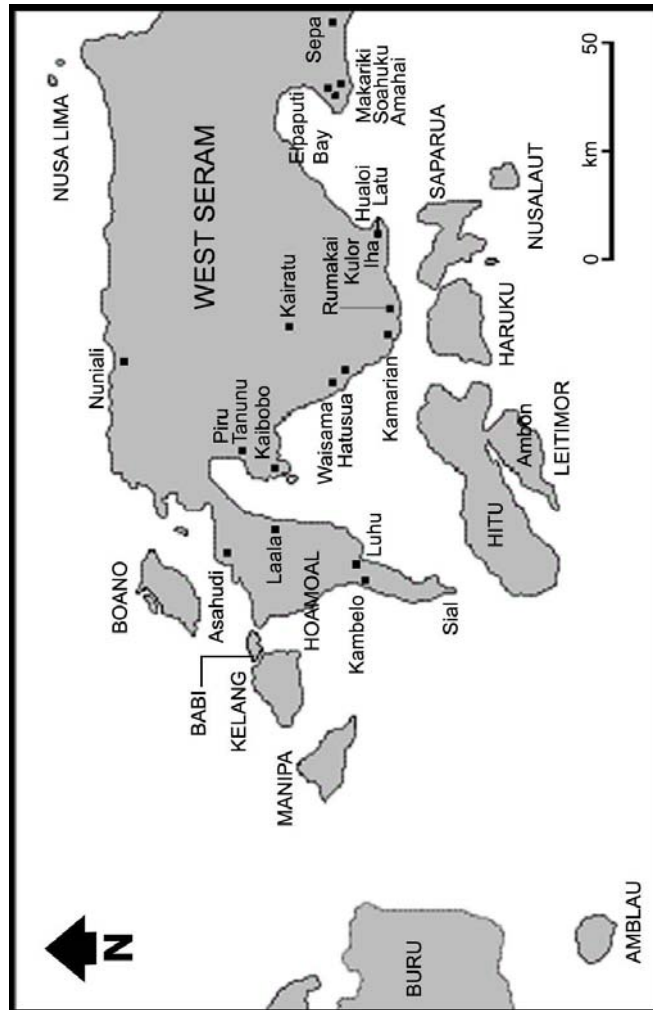 N
NUSA LIMA
Nuniali
WEST SERAM
BOANO
Piru
Tanunu
Kaibobo
Asahudi
Laala
Kairatu
Elpaputi
Bay
Sepa
Makariki
Soahuku
Amahai
BABI
KELANG
HOAMOAL
Luhu
Kambelo
Sial
Waisama
Hatusua
Kamarian
Rumakai
Kulor
Iha
Hualoi
Latu
MANIPA
SAPARUA
NUSALAUT
HARUKU
HITU
Ambon
LEITIMOR
BURU
AMBLAU
0 km 50